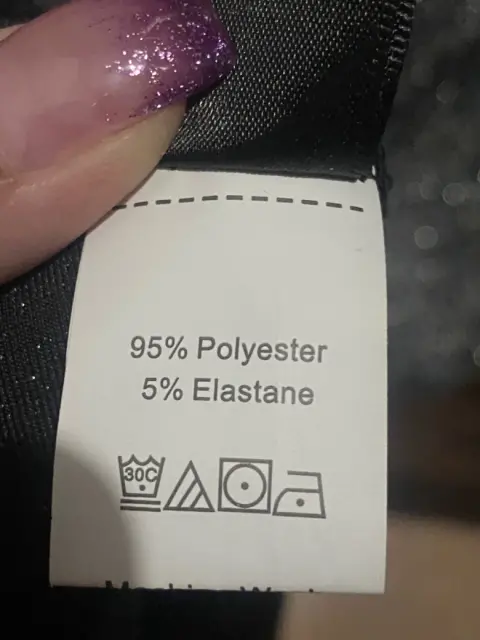 95% Polyester
5% Elastane
30C